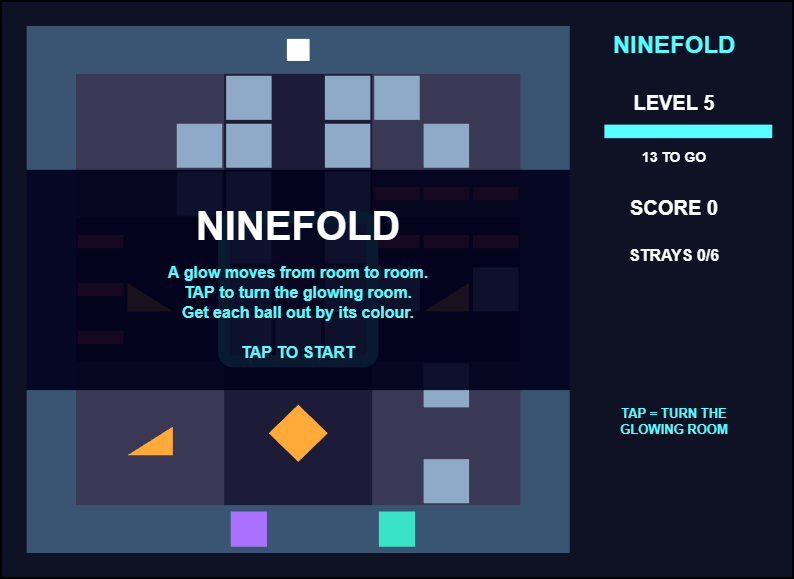 NINEFOLD
A glow moves from room to room.
TAP to turn the glowing room.
Get each ball out by its colour.
TAP TO START
NINEFOLD
LEVEL 5
13 TO GO
SCORE 0
STRAYS 0/6
TAP = TURN THE
GLOWING ROOM